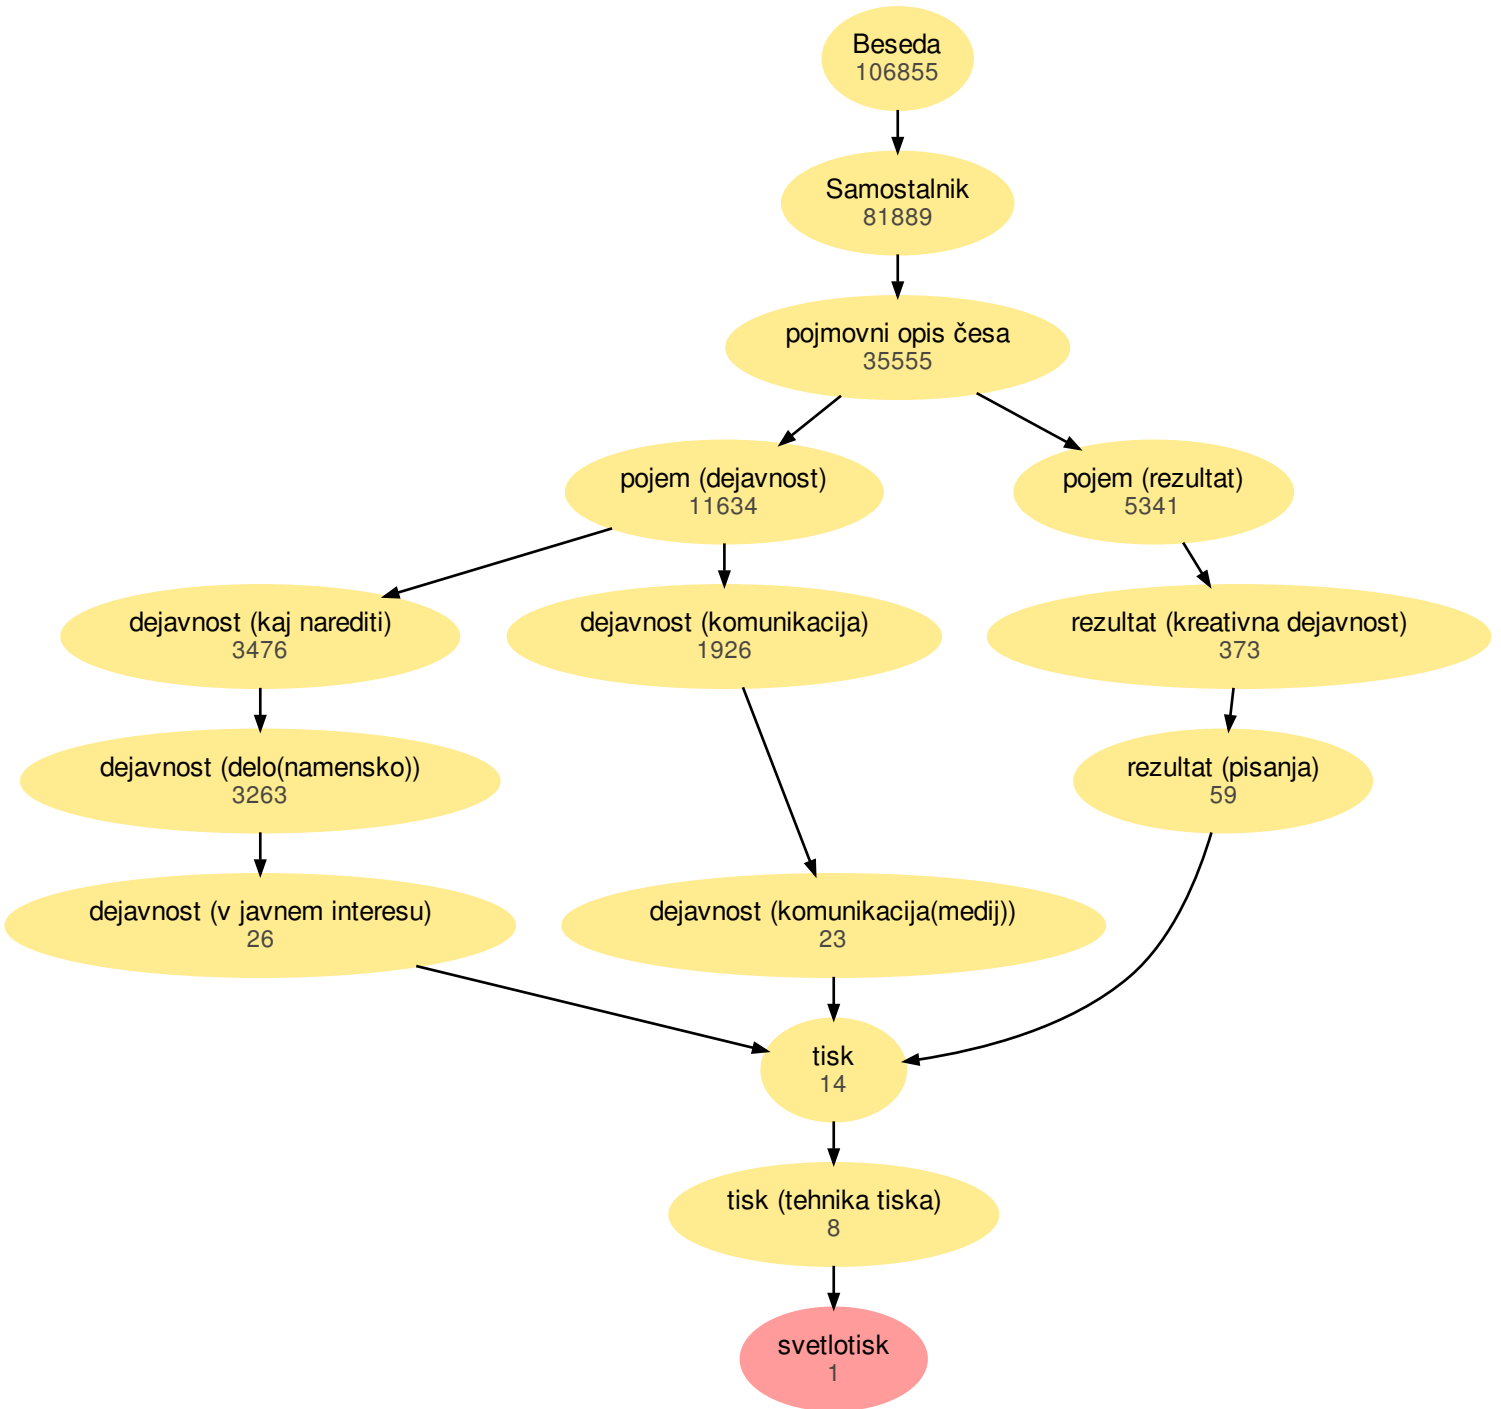 Beseda
106855
Samostalnik
81889
pojmovni opis česa
35555
pojem (dejavnost)
11634
pojem (rezultat)
5341
dejavnost (kaj narediti)
3476
dejavnost (komunikacija)
1926
rezultat (kreativna dejavnost)
373
dejavnost (delo(namensko))
3263
rezultat (pisanja)
59
dejavnost (v javnem interesu)
26
dejavnost (komunikacija(medij))
23
tisk
14
tisk (tehnika tiska)
8
svetlotisk
1